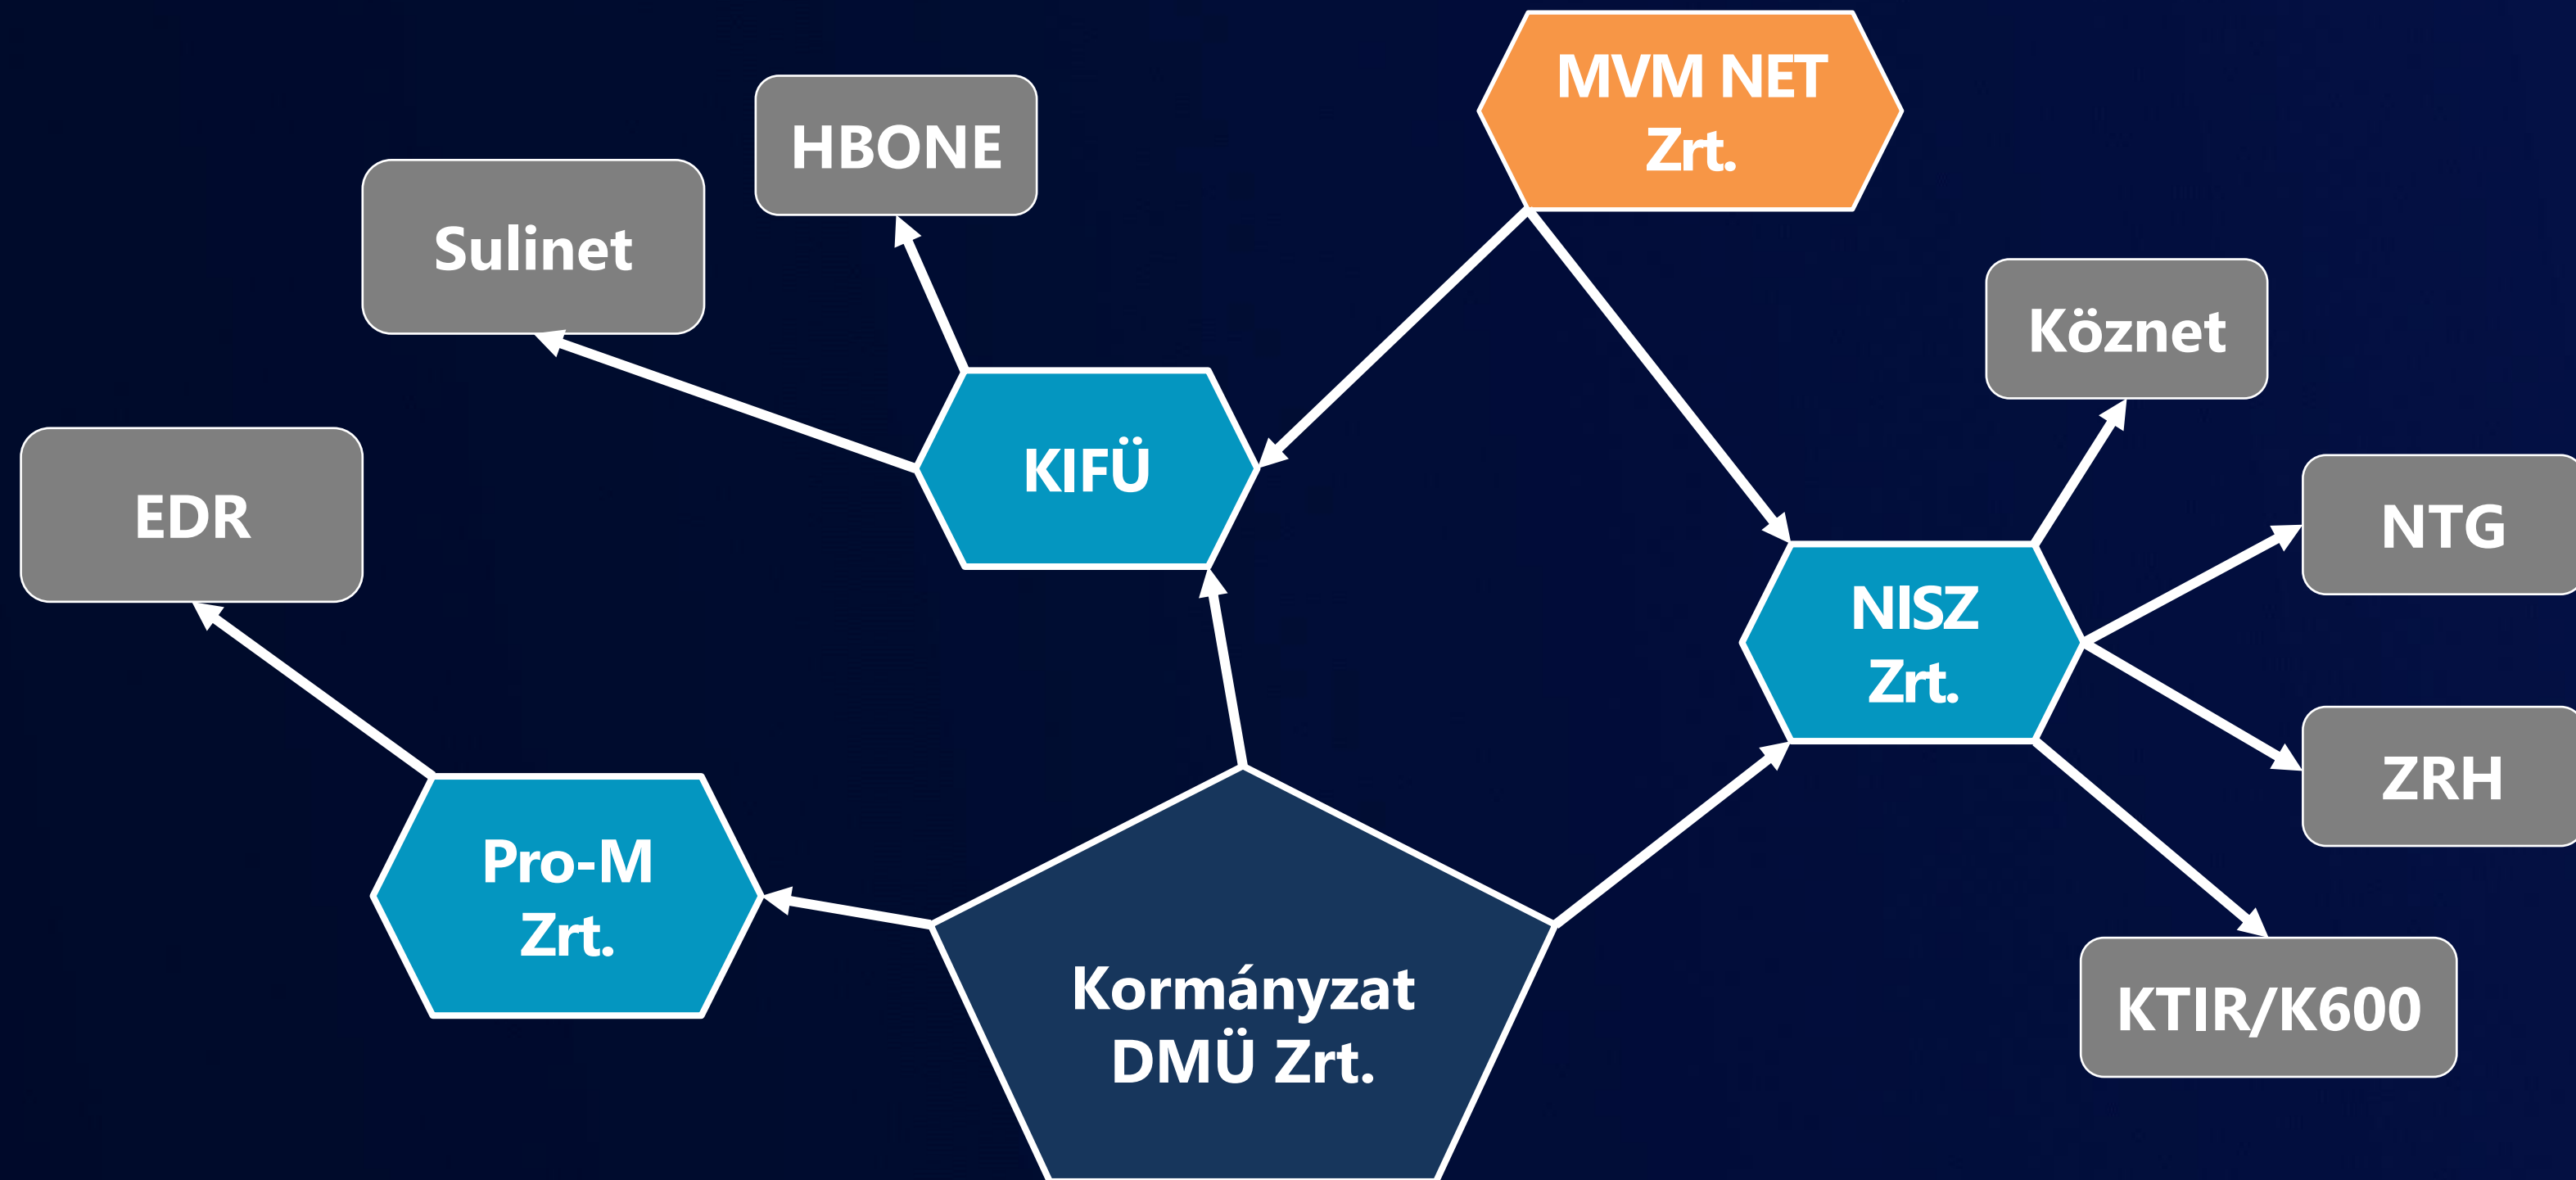 MVM NET
Zrt.
HBONE
Sulinet
Köznet
KIFÜ
EDR
NTG
NISZ
Zrt.
ZRH
Pro-M
Zrt.
Kormányzat
DMÜ Zrt.
KTIR/K600